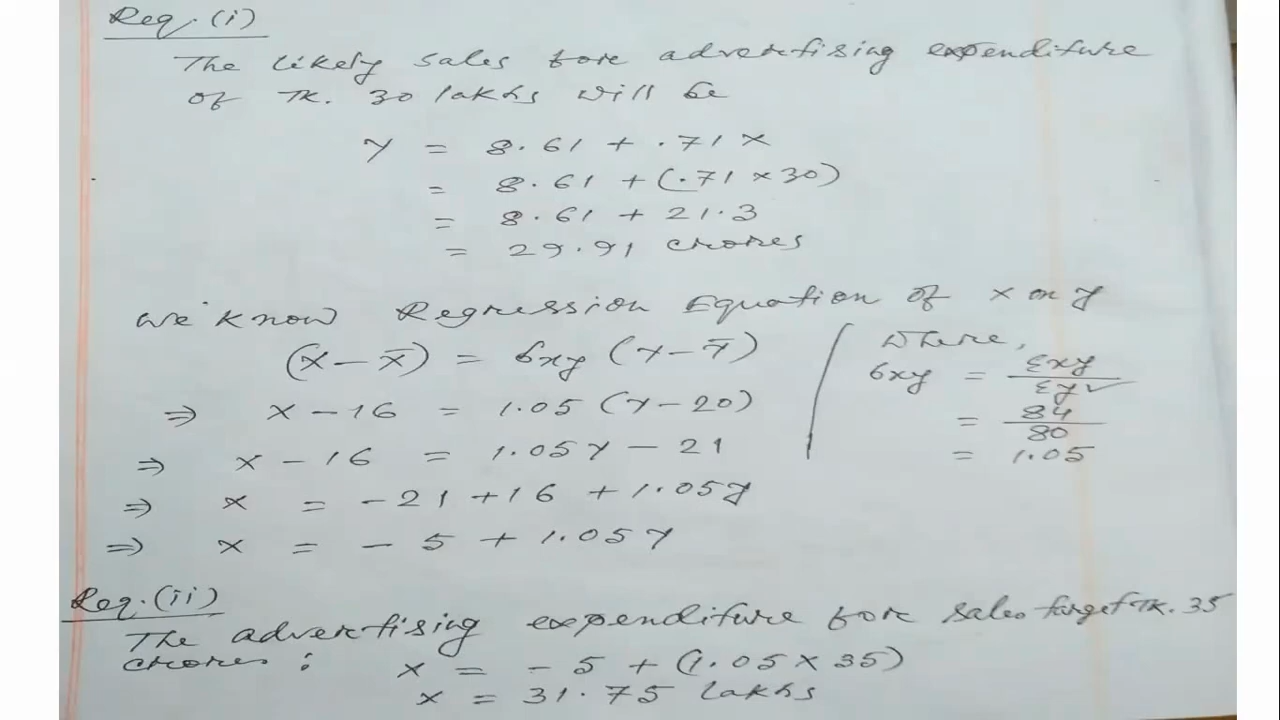 Req. (i)
The likely sales for advertising expenditure
of TK. 30 lakhs will be
Y = 8.61 + .71 X
= 8.61 + (.71 × 30)
= 8.61 + 21.3
= 29.91 crores
We know Regression Equation of X on Y
(X - X̄) = bxy (Y - Ȳ)
⇒ X - 16 = 1.05 (Y - 20)
⇒ X - 16 = 1.05Y - 21
⇒ X = - 21 + 16 + 1.05Y
⇒ X = - 5 + 1.05Y
where,
bxy = Σxy / Σy²
= 84 / 80
= 1.05
Req. (ii)
The advertising expenditure for sales target TK. 35
crores : X = - 5 + (1.05 × 35)
X = 31.75 lakhs